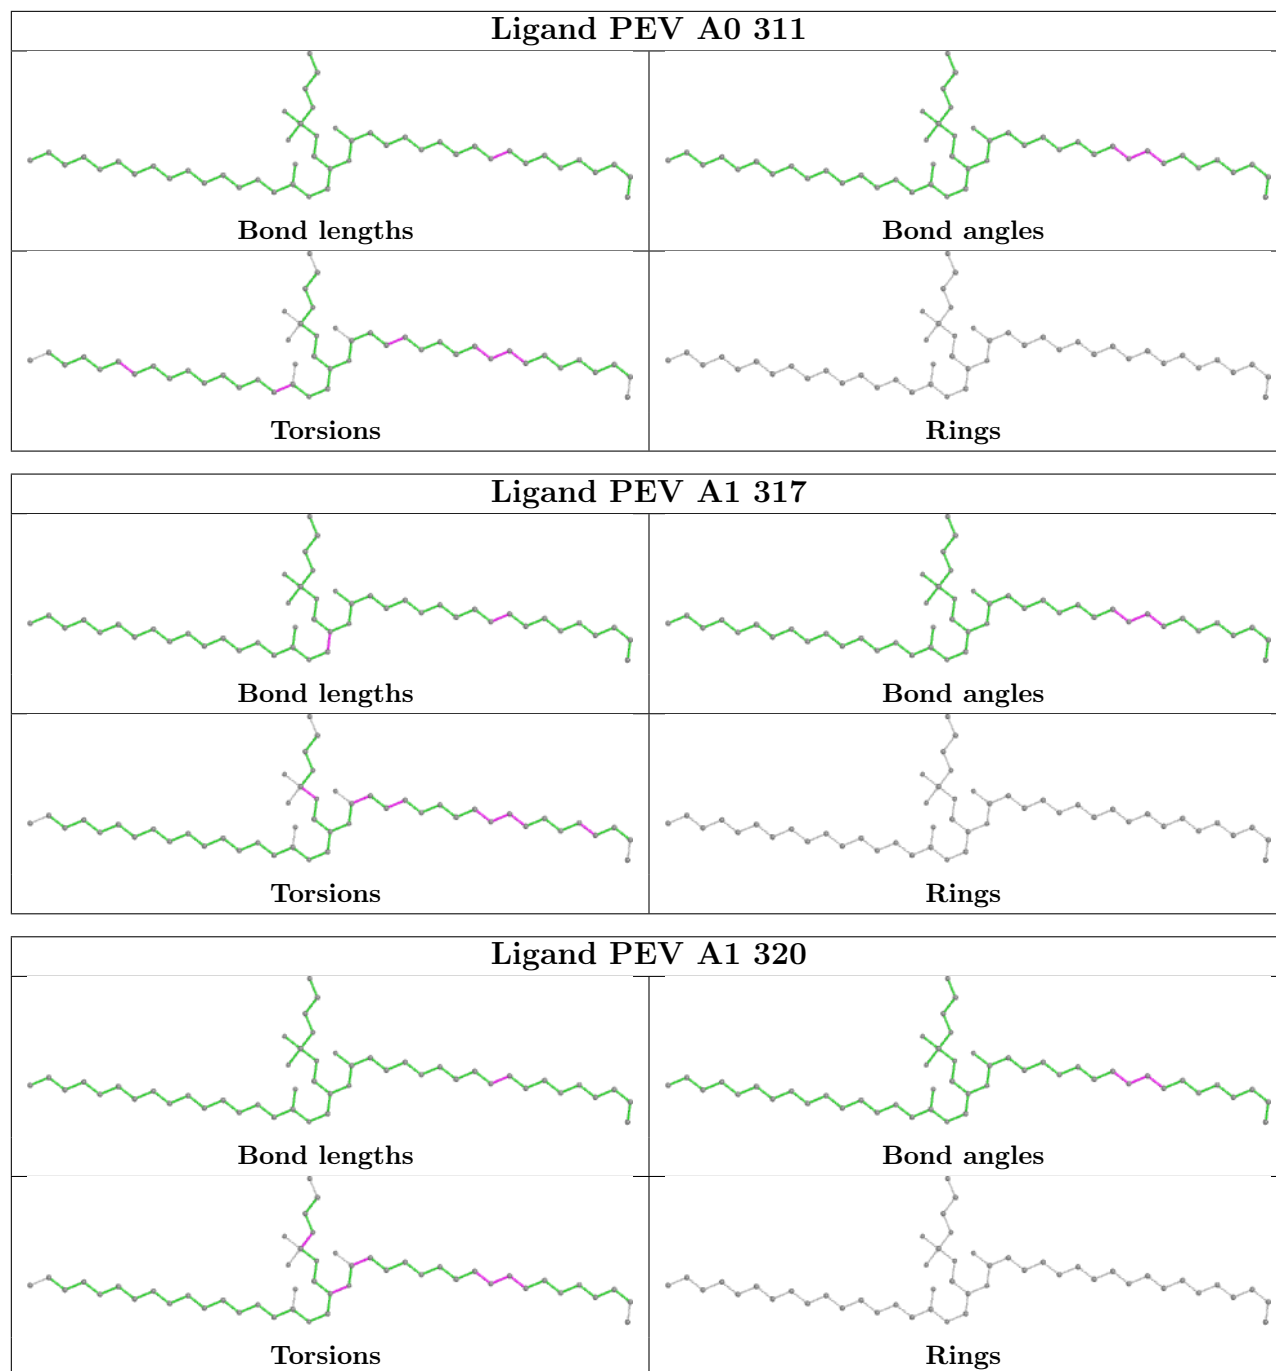 Ligand PEV A0 311
Bond lengths
Bond angles
Torsions
Rings
Ligand PEV A1 317
Bond lengths
Bond angles
Torsions
Rings
Ligand PEV A1 320
Bond lengths
Bond angles
Torsions
Rings